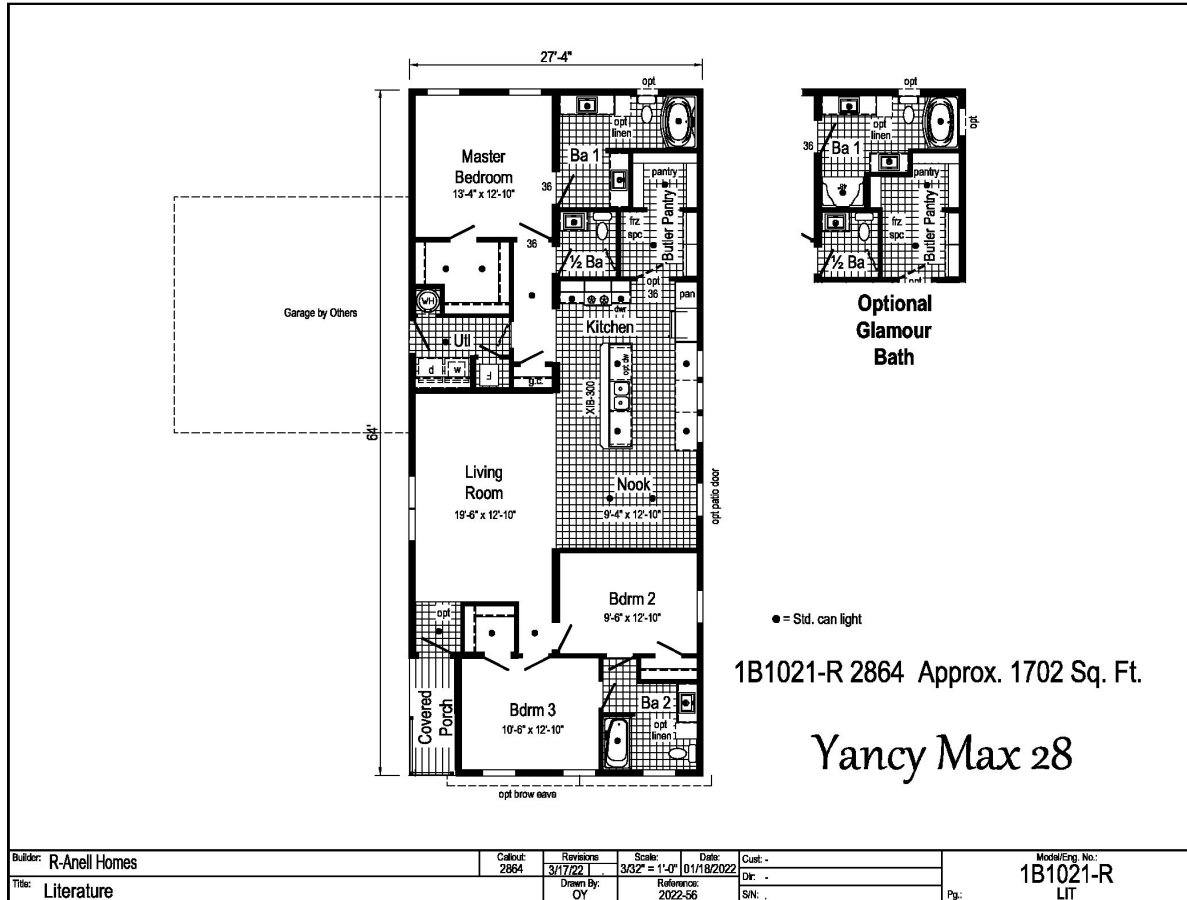 27'-4"
64'
Master
Bedroom
13'-4" x 12'-10"
36
36
Ba 1
opt
opt
linen
pantry
Butler Pantry
frz
spc
½ Ba
opt
36
pan
dwr
Kitchen
opt dw
XIB-300
WH
Utl
d
w
F
g.c.
Garage by Others
Living
Room
19'-6" x 12'-10"
Nook
9'-4" x 12'-10"
opt patio door
Bdrm 2
9'-6" x 12'-10"
opt
Covered
Porch
Bdrm 3
10'-6" x 12'-10"
Ba 2
opt
linen
opt brow eave
opt
opt
opt
linen
36
Ba 1
pantry
frz
spc
Butler Pantry
½ Ba
opt
Optional
Glamour
Bath
● = Std. can light
1B1021-R 2864 Approx. 1702 Sq. Ft.
Yancy Max 28
Builder: R-Anell Homes
Title: Literature
Callout:
2864
Revisions
3/17/22 .
Drawn By:
OY
Scale:
3/32" = 1'-0"
Date:
01/18/2022
Reference:
2022-56
Cust: -
Dlr: -
S/N: .
Model/Eng. No.:
1B1021-R
Pg.: LIT